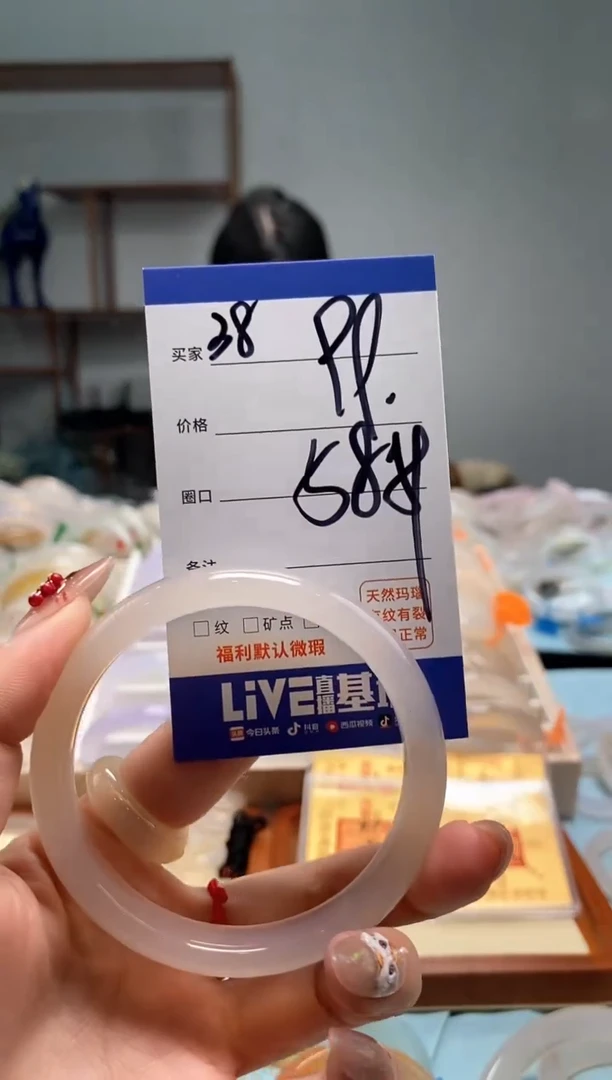 买家 38 PP.
价格
圈口 58
备注
天然玛瑙
纹有裂
正常
□纹 □矿点
福利默认微瑕
LiVE直播基
今日头条 抖音 西瓜视频